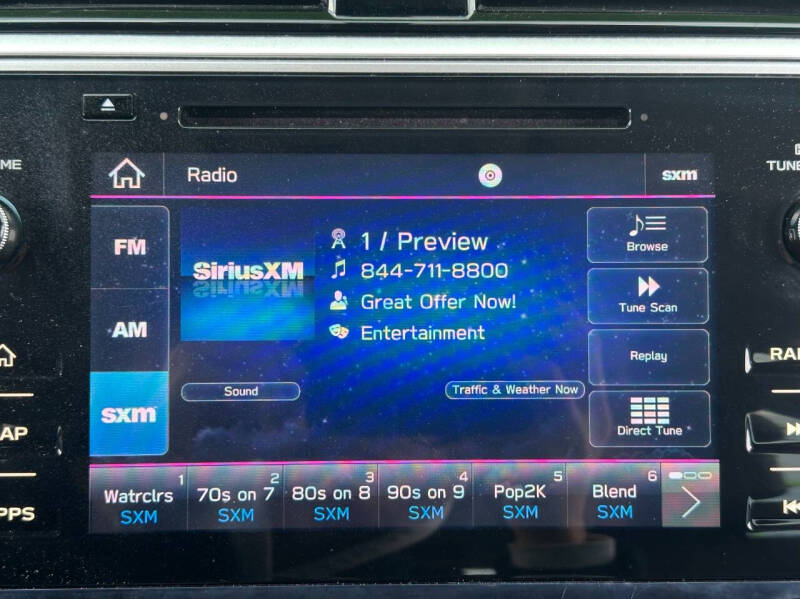 OME
TUNE
Radio
sxm
FM
AM
sxm
SiriusXM
1 / Preview
844-711-8800
Great Offer Now!
Entertainment
Browse
Tune Scan
Replay
Direct Tune
Sound
Traffic & Weather Now
1
Watrclrs
SXM
2
70s on 7
SXM
3
80s on 8
SXM
4
90s on 9
SXM
5
Pop2K
SXM
6
Blend
SXM
AP
PPS
RA